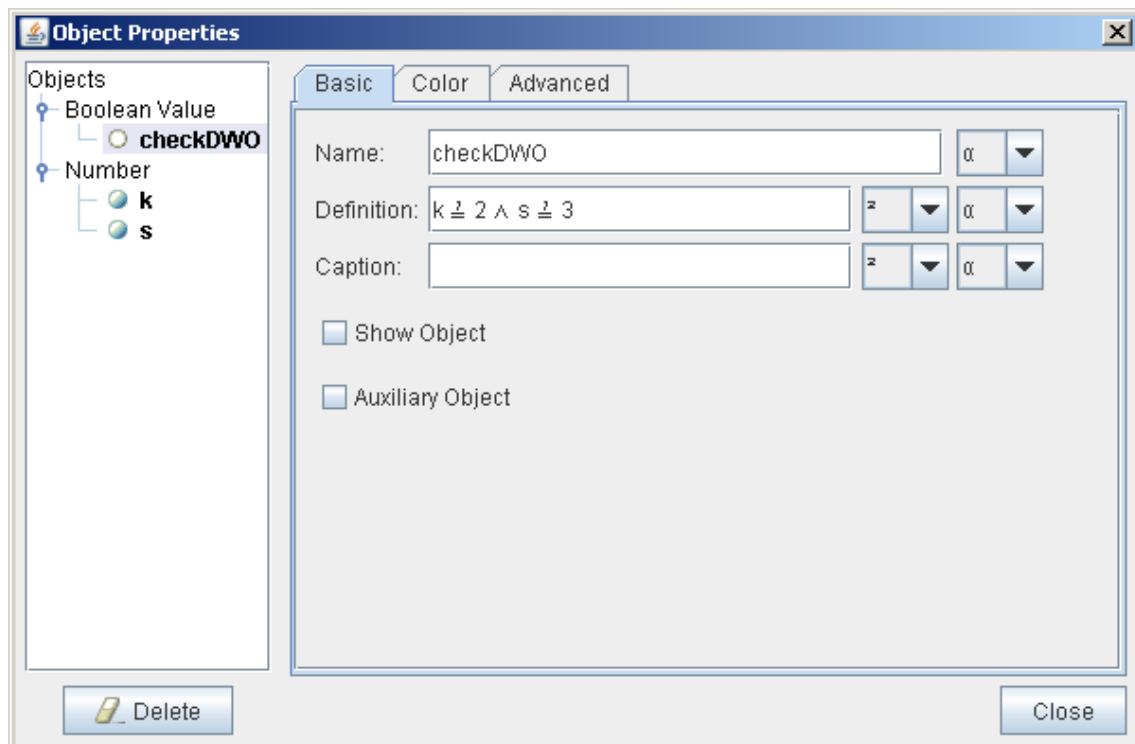 Object Properties
Objects
Boolean Value
checkDWO
Number
k
s
Basic Color Advanced
Name: checkDWO α
Definition: k ≟ 2 ∧ s ≟ 3 ² α
Caption: ² α
Show Object
Auxiliary Object
Delete
Close